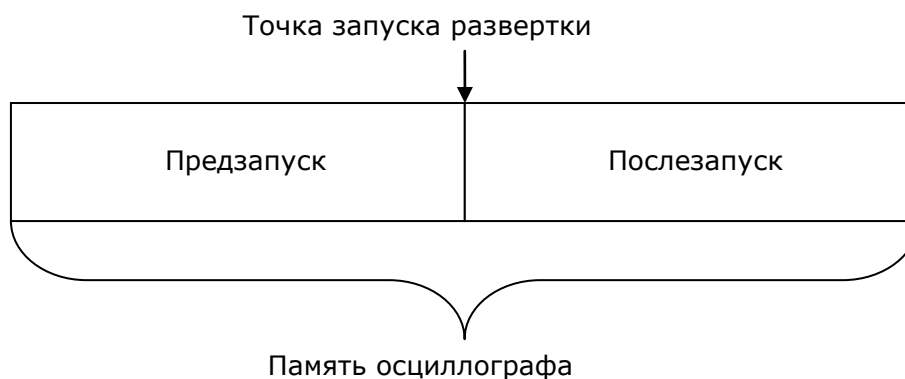 Точка запуска развертки
Предзапуск Послезапуск
Память осциллографа